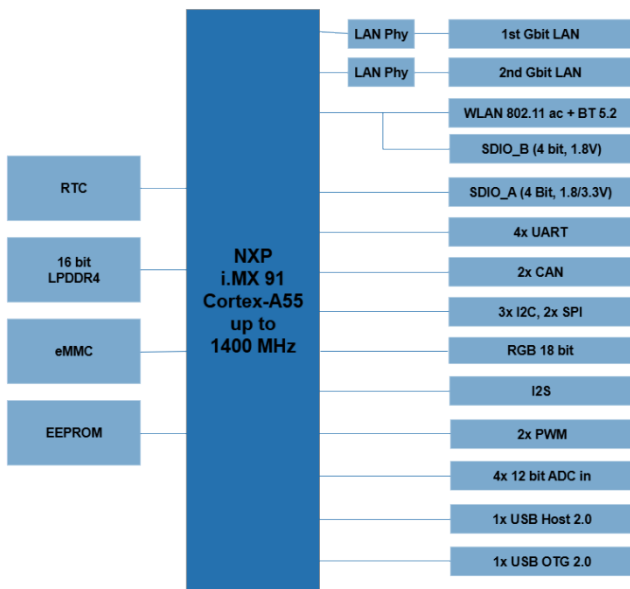 LAN Phy
1st Gbit LAN
LAN Phy
2nd Gbit LAN
WLAN 802.11 ac + BT 5.2
SDIO_B (4 bit, 1.8V)
RTC
SDIO_A (4 Bit, 1.8/3.3V)
4x UART
16 bit
LPDDR4
NXP
i.MX 91
Cortex-A55
up to
1400 MHz
2x CAN
3x I2C, 2x SPI
eMMC
RGB 18 bit
I2S
EEPROM
2x PWM
4x 12 bit ADC in
1x USB Host 2.0
1x USB OTG 2.0